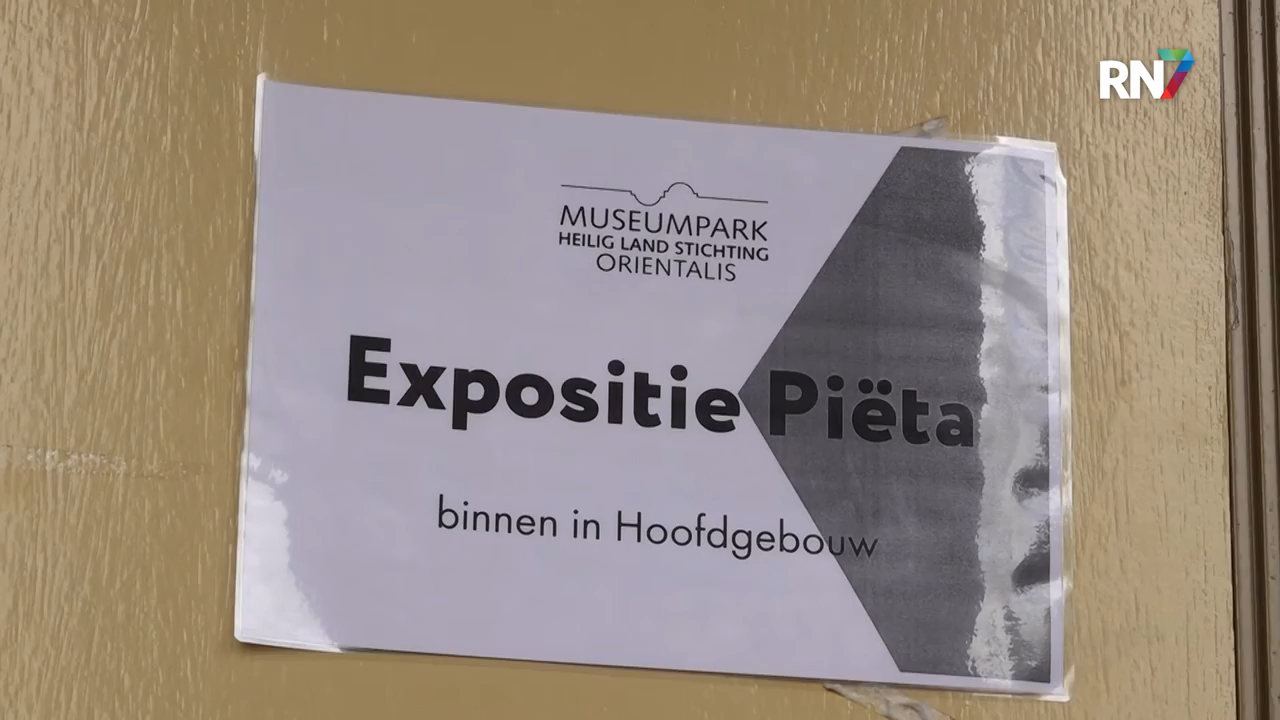 RN7
MUSEUMPARK
HEILIG LAND STICHTING
ORIENTALIS
Expositie Piëta
binnen in Hoofdgebouw